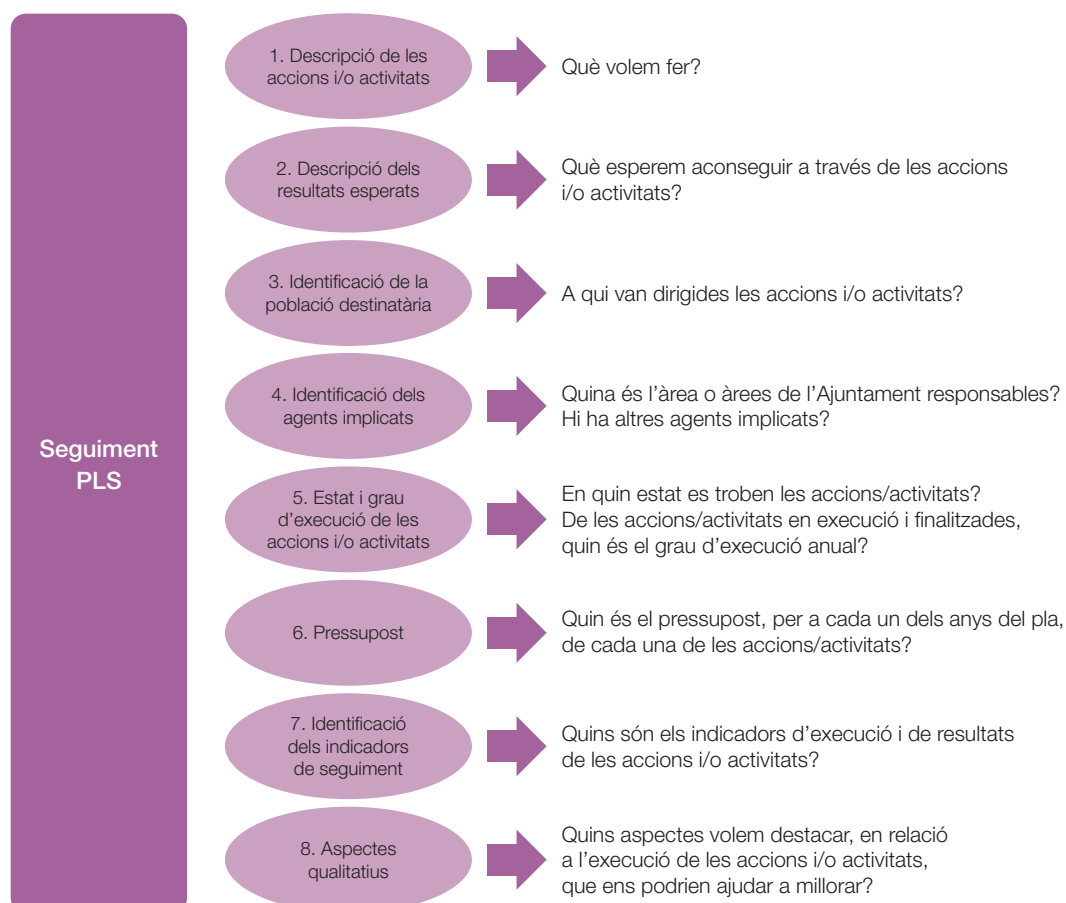 Seguiment
PLS
1. Descripció de les
accions i/o activitats
Què volem fer?
2. Descripció dels
resultats esperats
Què esperem aconseguir a través de les accions
i/o activitats?
3. Identificació de la
població destinatària
A qui van dirigides les accions i/o activitats?
4. Identificació dels
agents implicats
Quina és l’àrea o àrees de l’Ajuntament responsables?
Hi ha altres agents implicats?
5. Estat i grau
d’execució de les
accions i/o activitats
En quin estat es troben les accions/activitats?
De les accions/activitats en execució i finalitzades,
quin és el grau d’execució anual?
6. Pressupost
Quin és el pressupost, per a cada un dels anys del pla,
de cada una de les accions/activitats?
7. Identificació
dels indicadors
de seguiment
Quins són els indicadors d’execució i de resultats
de les accions i/o activitats?
8. Aspectes
qualitatius
Quins aspectes volem destacar, en relació
a l’execució de les accions i/o activitats,
que ens podrien ajudar a millorar?